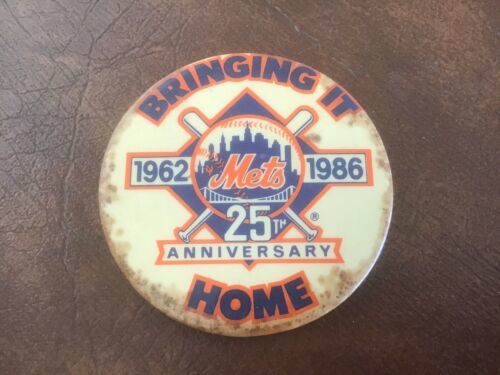 BRINGING IT
1962 Mets 1986
25TH
®
ANNIVERSARY
HOME